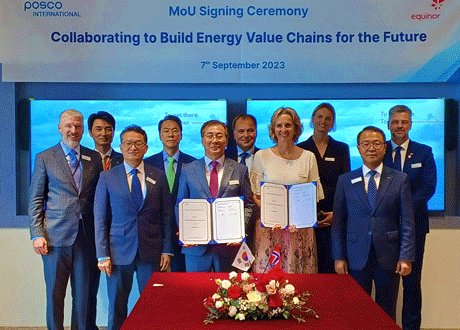 posco
INTERNATIONAL
MoU Signing Ceremony
equinor
Collaborating to Build Energy Value Chains for the Future
7th September 2023